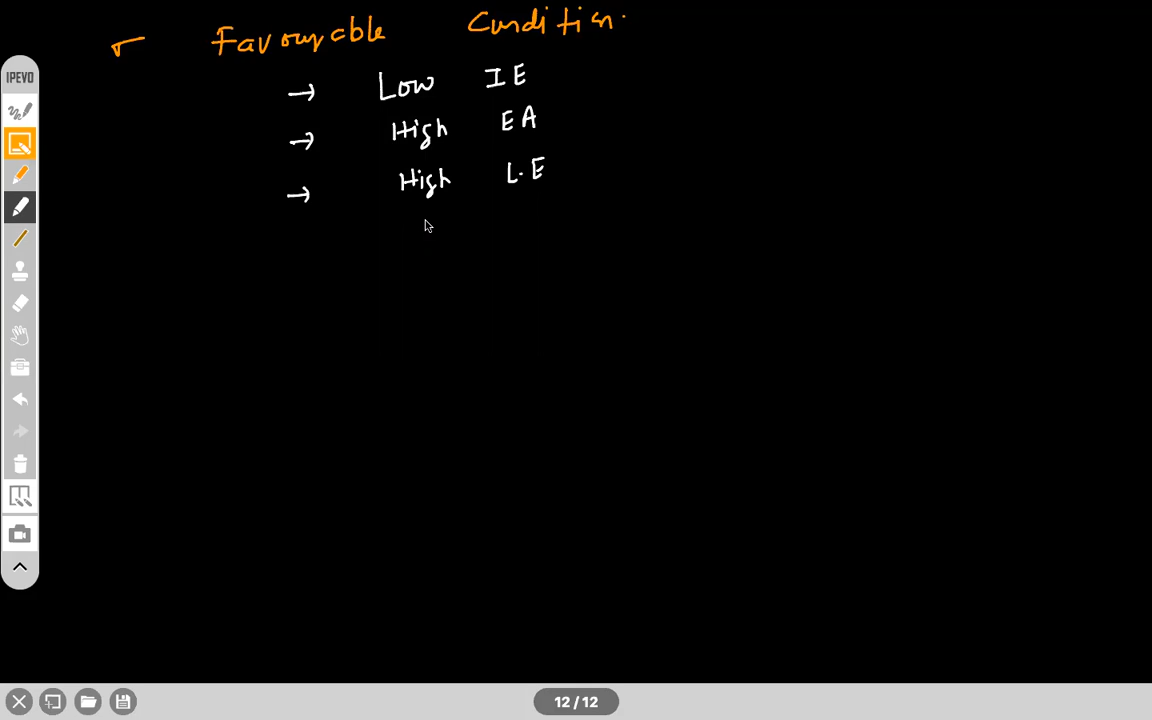 Favourable Condition.
→ Low IE
→ High EA
→ High L.E
IPEVO
12/12